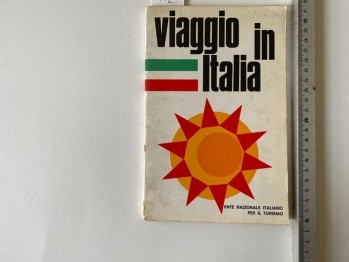 viaggio in
Italia
ENTE NAZIONALE ITALIANO
PER IL TURISMO